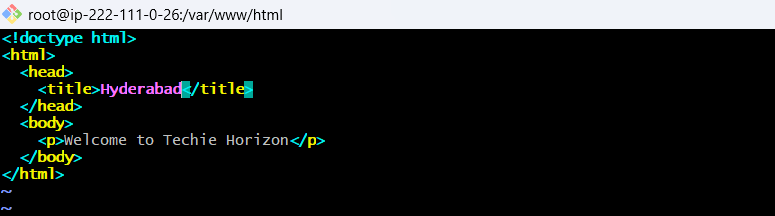 root@ip-222-111-0-26:/var/www/html
<!doctype html>
<html>
  <head>
    <title>Hyderabad</title>
  </head>
  <body>
    <p>Welcome to Techie Horizon</p>
  </body>
</html>
~
~